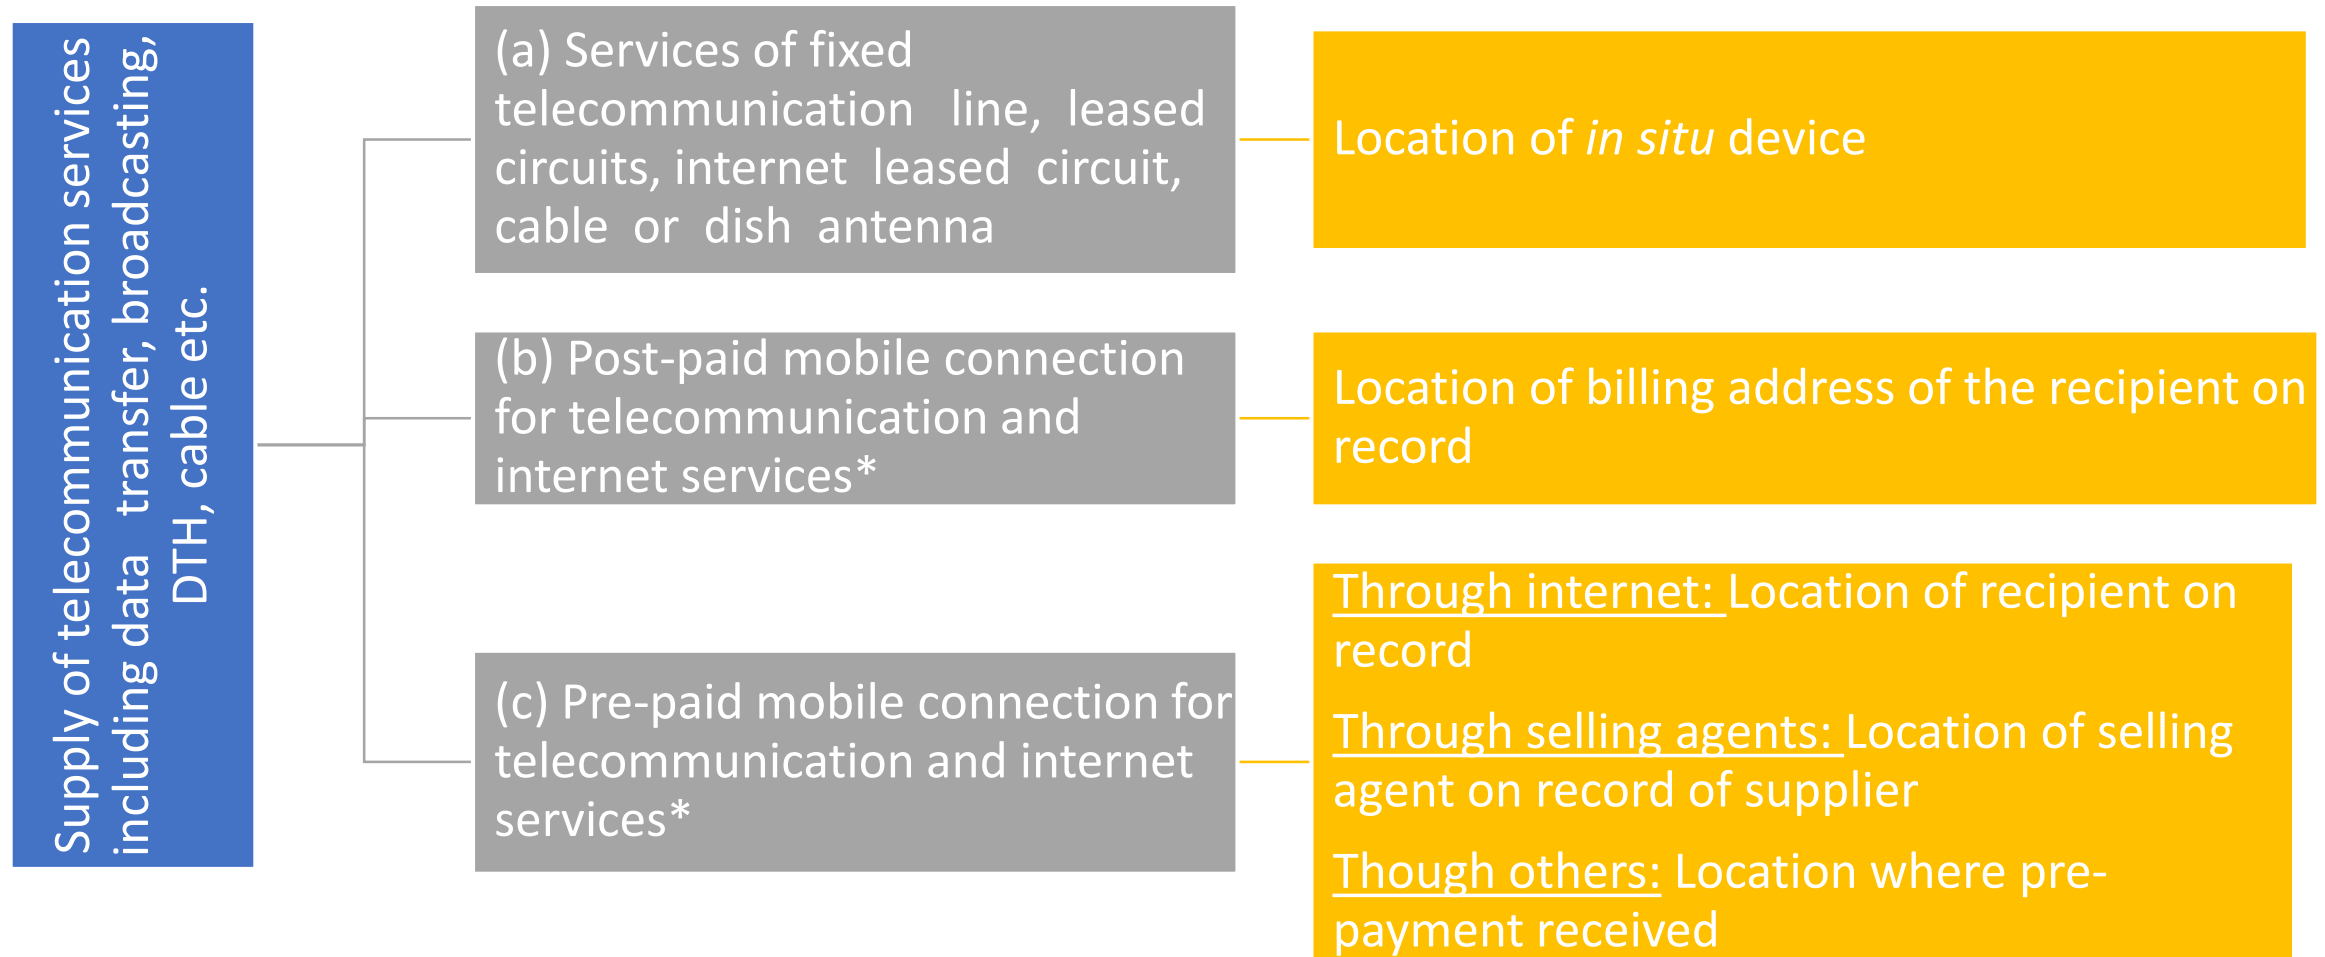 Supply of telecommunication services
including data transfer, broadcasting,
DTH, cable etc.
(a) Services of fixed
telecommunication line, leased
circuits, internet leased circuit,
cable or dish antenna
Location of in situ device
(b) Post-paid mobile connection
for telecommunication and
internet services*
Location of billing address of the recipient on
record
(c) Pre-paid mobile connection for
telecommunication and internet
services*
Through internet: Location of recipient on
record
Through selling agents: Location of selling
agent on record of supplier
Though others: Location where pre-
payment received